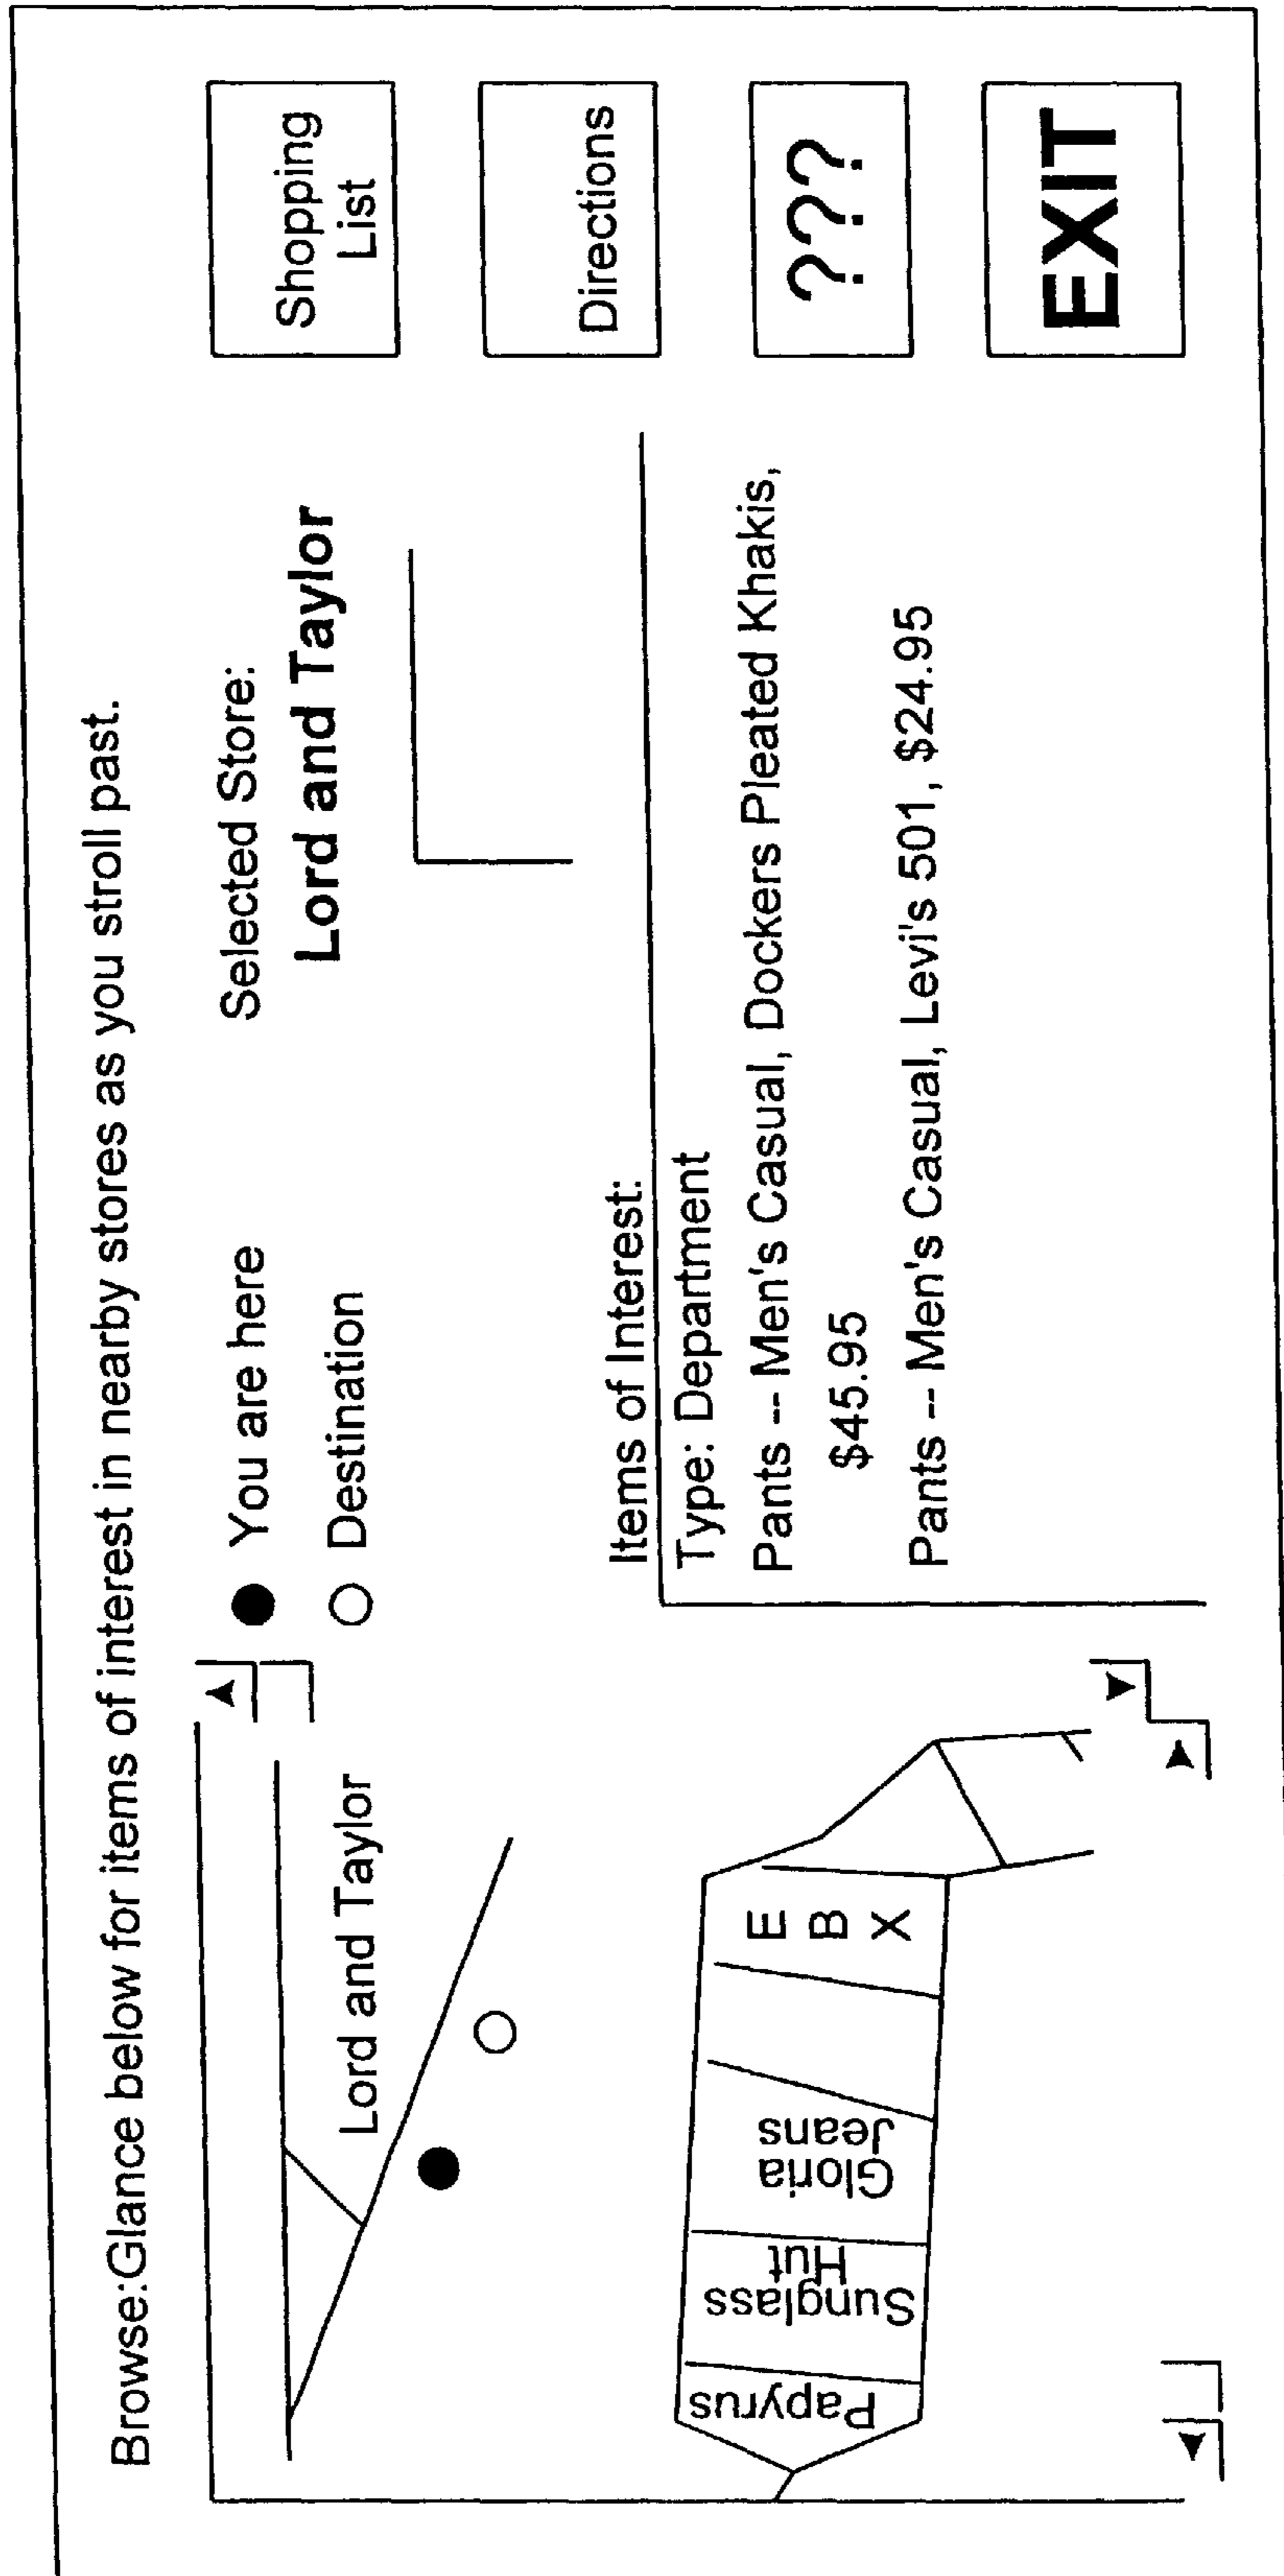 Browse:Glance below for items of interest in nearby stores as you stroll past.
Lord and Taylor
Papyrus
Sunglass
Hut
Gloria
Jeans
E
B
X
You are here
Destination
Selected Store:
Lord and Taylor
Items of Interest:
Type: Department
Pants -- Men's Casual, Dockers Pleated Khakis,
$45.95
Pants -- Men's Casual, Levi's 501, $24.95
Shopping
List
Directions
???
EXIT